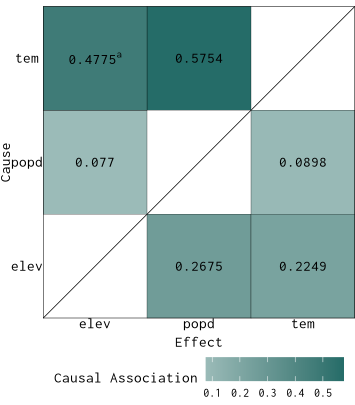 tem
0.4775ᵃ
0.5754
Cause
popd
0.077
0.0898
elev
0.2675
0.2249
elev popd tem
Effect
Causal Association
0.1 0.2 0.3 0.4 0.5